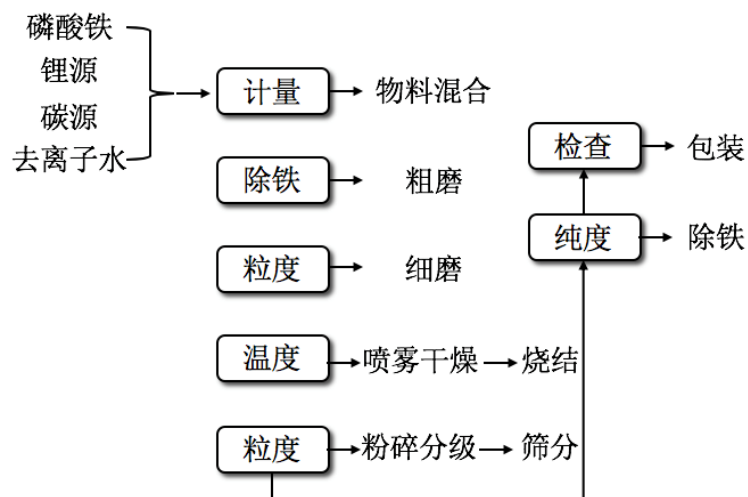 磷酸铁
锂源
碳源
去离子水
计量
物料混合
除铁
粗磨
粒度
细磨
温度
喷雾干燥
烧结
粒度
粉碎分级
筛分
检查
包装
纯度
除铁